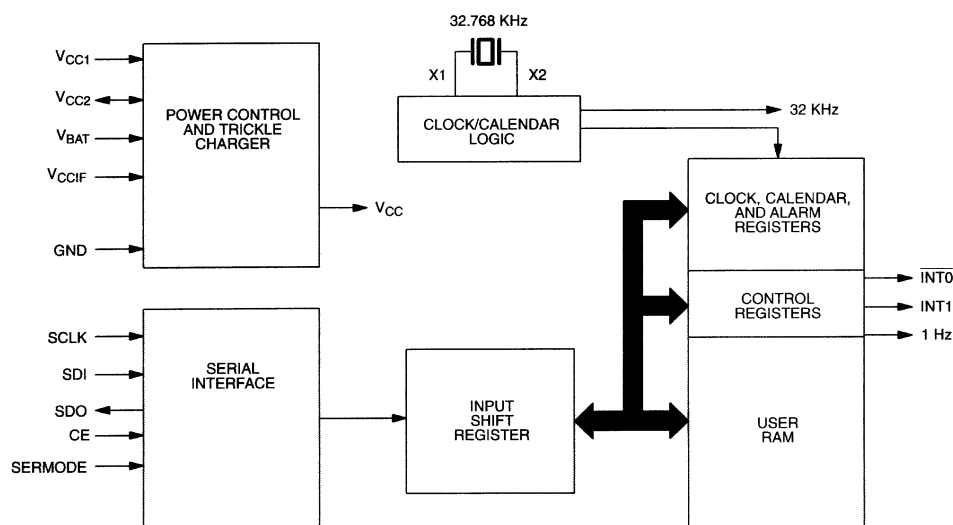 32.768 KHz
X1
X2
V_CC1
V_CC2
V_BAT
V_CCIF
GND
POWER CONTROL
AND TRICKLE
CHARGER
V_CC
CLOCK/CALENDAR
LOGIC
32 KHz
CLOCK, CALENDAR,
AND ALARM
REGISTERS
CONTROL
REGISTERS
I̅N̅T̅0̅
INT1
1 Hz
SCLK
SDI
SDO
CE
SERMODE
SERIAL
INTERFACE
INPUT
SHIFT
REGISTER
USER
RAM